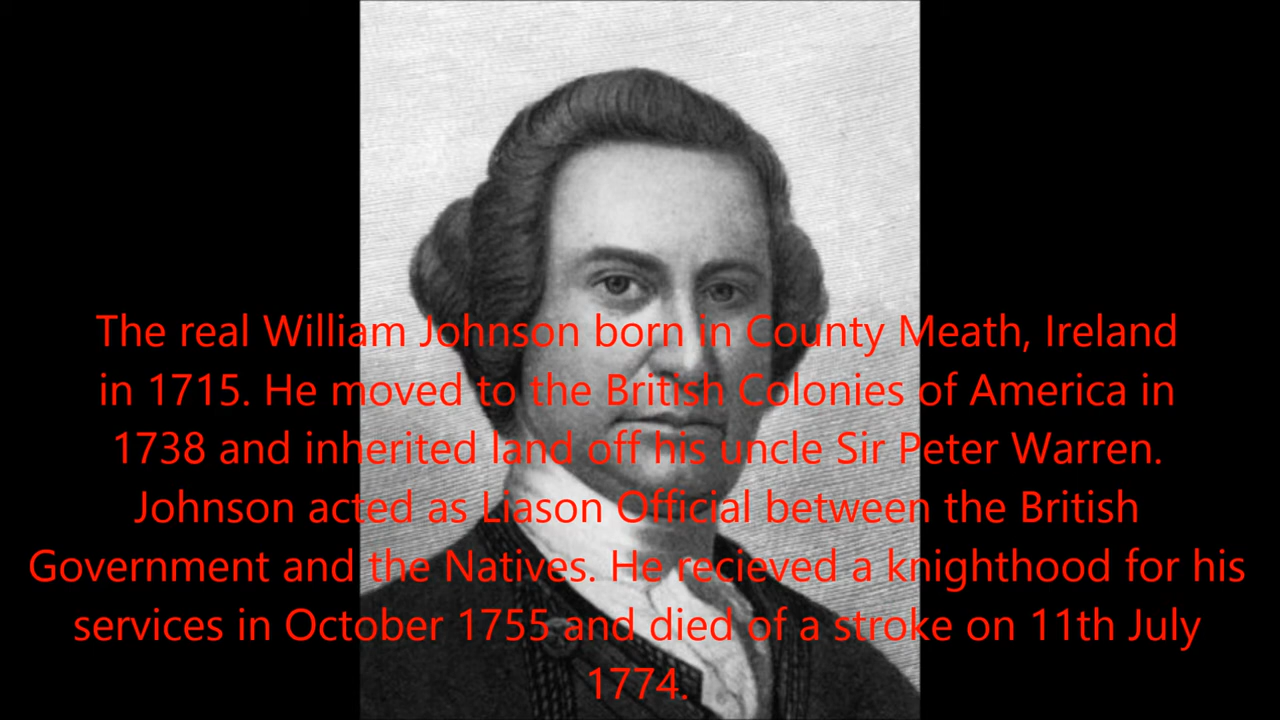 The real William Johnson born in County Meath, Ireland
in 1715. He moved to the British Colonies of America in
1738 and inherited land off his uncle Sir Peter Warren.
Johnson acted as Liason Official between the British
Government and the Natives. He recieved a knighthood for his
services in October 1755 and died of a stroke on 11th July
1774.